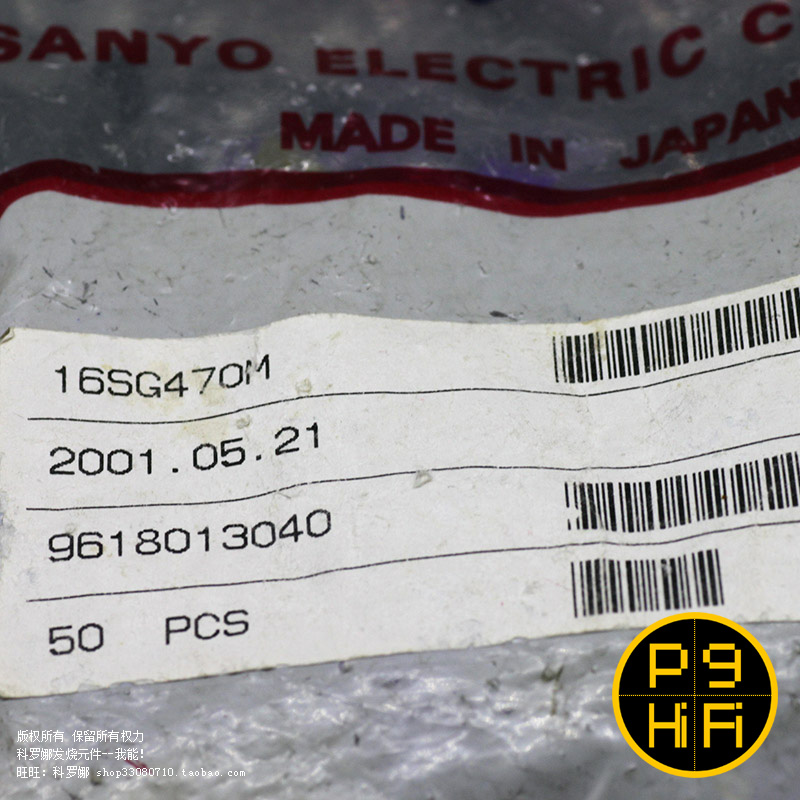 SANYO ELECTRIC C
MADE IN JAPAN
16SG470M
2001.05.21
9618013040
50 PCS
P9
HiFi
版权所有 保留所有权力
科罗娜发烧元件--我能!
旺旺: 科罗娜 shop33080710.taobao.com